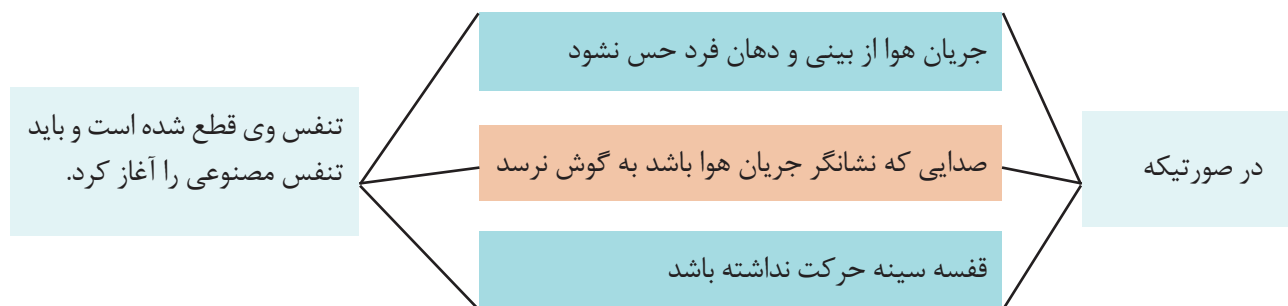 در صورتیکه
جریان هوا از بینی و دهان فرد حس نشود
صدایی که نشانگر جریان هوا باشد به گوش نرسد
قفسه سینه حرکت نداشته باشد
تنفس وی قطع شده است و باید
تنفس مصنوعی را آغاز کرد.